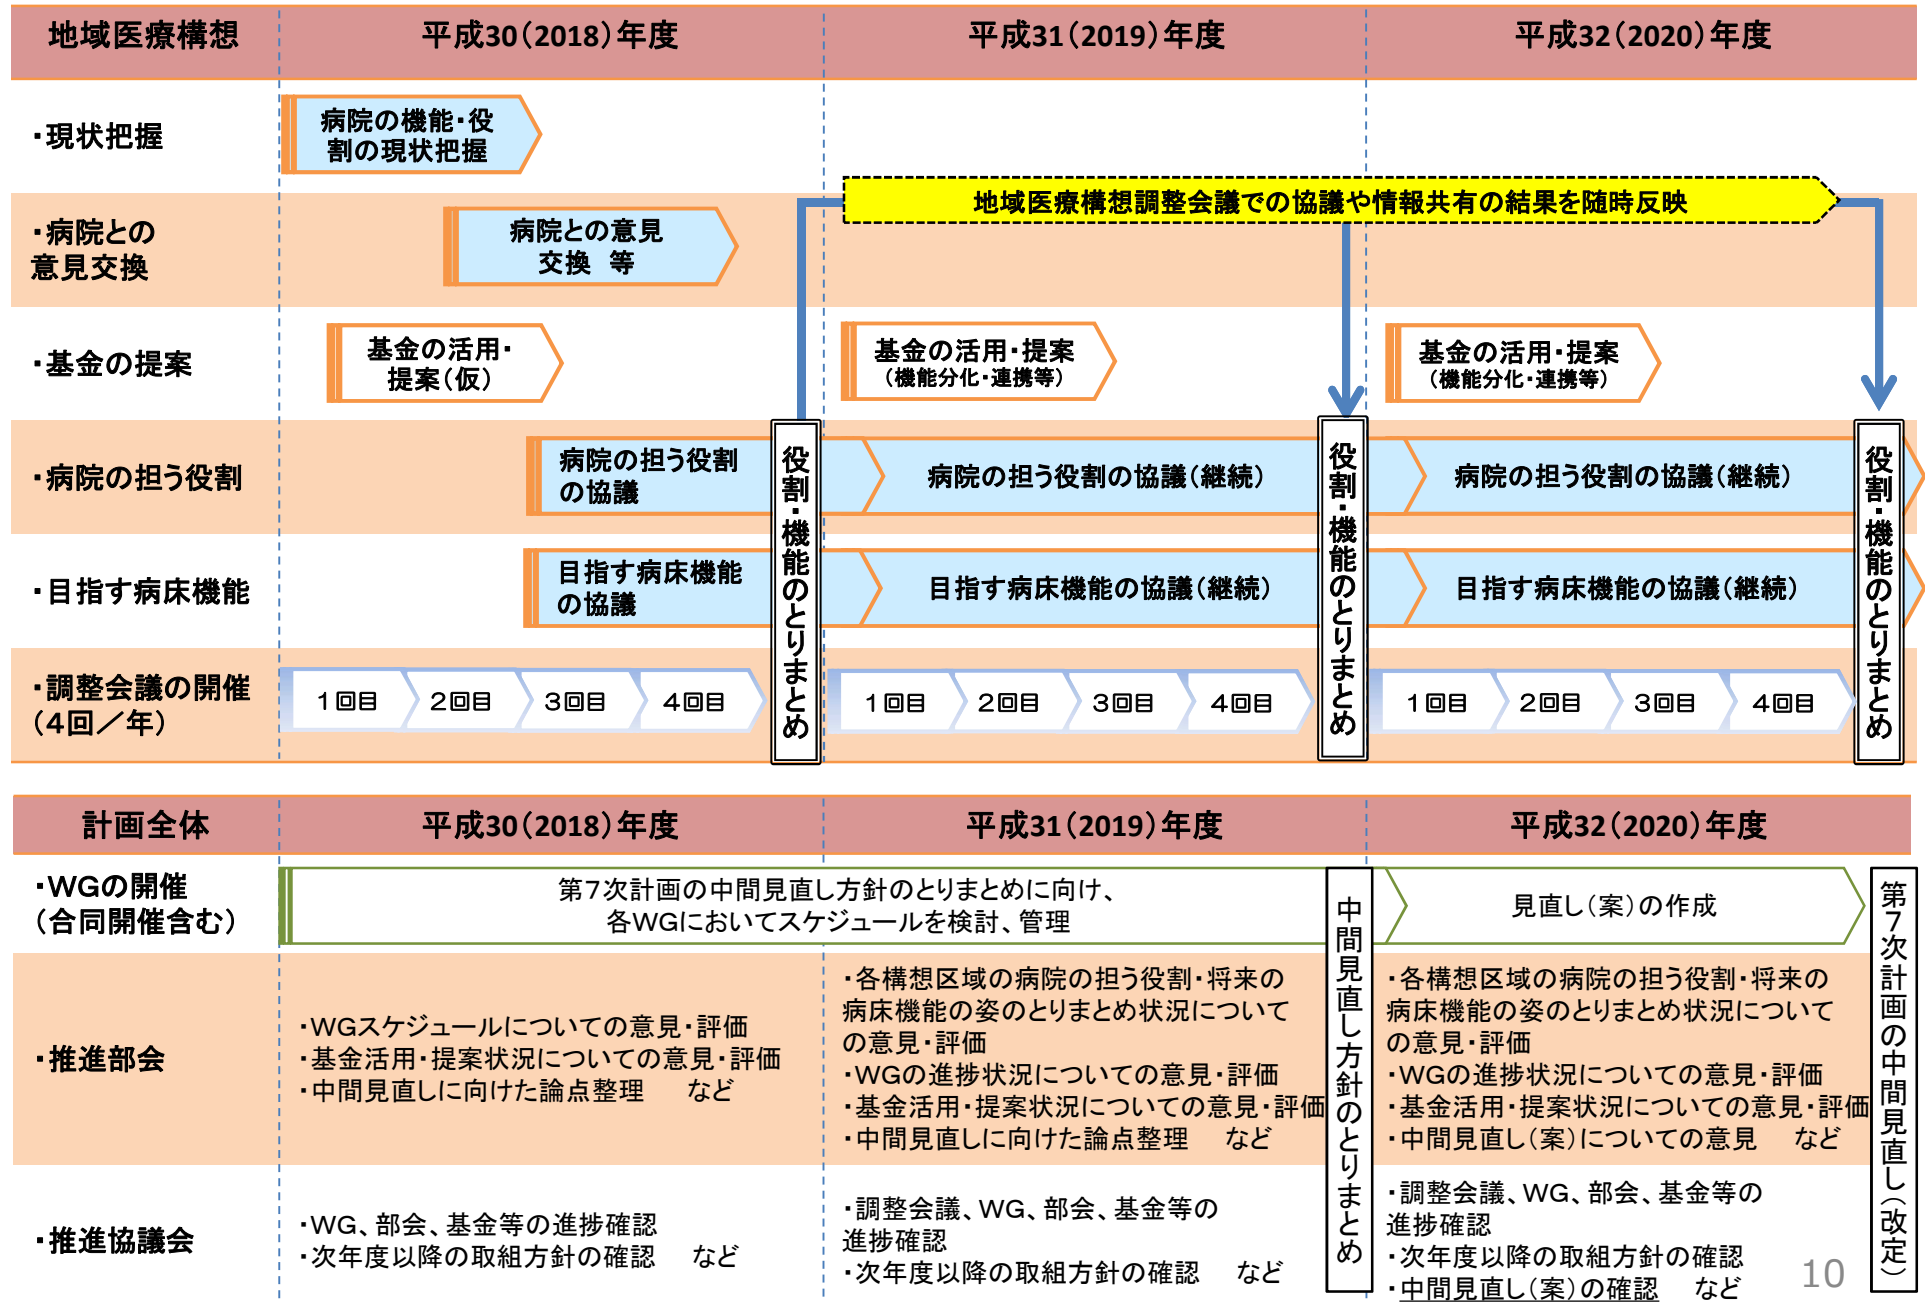 地域医療構想
平成30(2018)年度
平成31(2019)年度
平成32(2020)年度
・現状把握
病院の機能・役
割の現状把握
地域医療構想調整会議での協議や情報共有の結果を随時反映
・病院との
意見交換
病院との意見
交換 等
・基金の提案
基金の活用・
提案(仮)
基金の活用・提案
(機能分化・連携等)
基金の活用・提案
(機能分化・連携等)
・病院の担う役割
病院の担う役割
の協議
病院の担う役割の協議(継続)
病院の担う役割の協議(継続)
役割・機能のとりまとめ
役割・機能のとりまとめ
役割・機能のとりまとめ
・目指す病床機能
目指す病床機能
の協議
目指す病床機能の協議(継続)
目指す病床機能の協議(継続)
・調整会議の開催
(4回/年)
1回目
2回目
3回目
4回目
1回目
2回目
3回目
4回目
1回目
2回目
3回目
4回目
計画全体
平成30(2018)年度
平成31(2019)年度
平成32(2020)年度
・WGの開催
(合同開催含む)
第7次計画の中間見直し方針のとりまとめに向け、
各WGにおいてスケジュールを検討、管理
見直し(案)の作成
中間見直し方針のとりまとめ
第7次計画の中間見直し(改定)
・推進部会
・WGスケジュールについての意見・評価
・基金活用・提案状況についての意見・評価
・中間見直しに向けた論点整理 など
・各構想区域の病院の担う役割・将来の
病床機能の姿のとりまとめ状況について
の意見・評価
・WGの進捗状況についての意見・評価
・基金活用・提案状況についての意見・評価
・中間見直しに向けた論点整理 など
・各構想区域の病院の担う役割・将来の
病床機能の姿のとりまとめ状況について
の意見・評価
・WGの進捗状況についての意見・評価
・基金活用・提案状況についての意見・評価
・中間見直し(案)についての意見 など
・推進協議会
・WG、部会、基金等の進捗確認
・次年度以降の取組方針の確認 など
・調整会議、WG、部会、基金等の
進捗確認
・次年度以降の取組方針の確認 など
・調整会議、WG、部会、基金等の
進捗確認
・次年度以降の取組方針の確認
・中間見直し(案)の確認 など
10